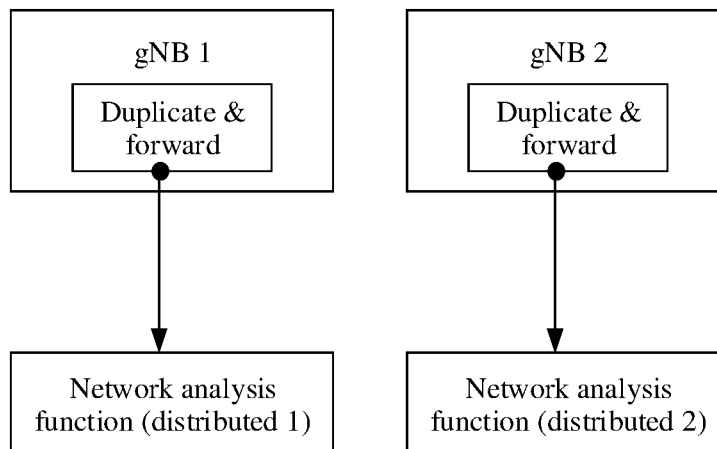 gNB 1
Duplicate &
forward
gNB 2
Duplicate &
forward
Network analysis
function (distributed 1)
Network analysis
function (distributed 2)